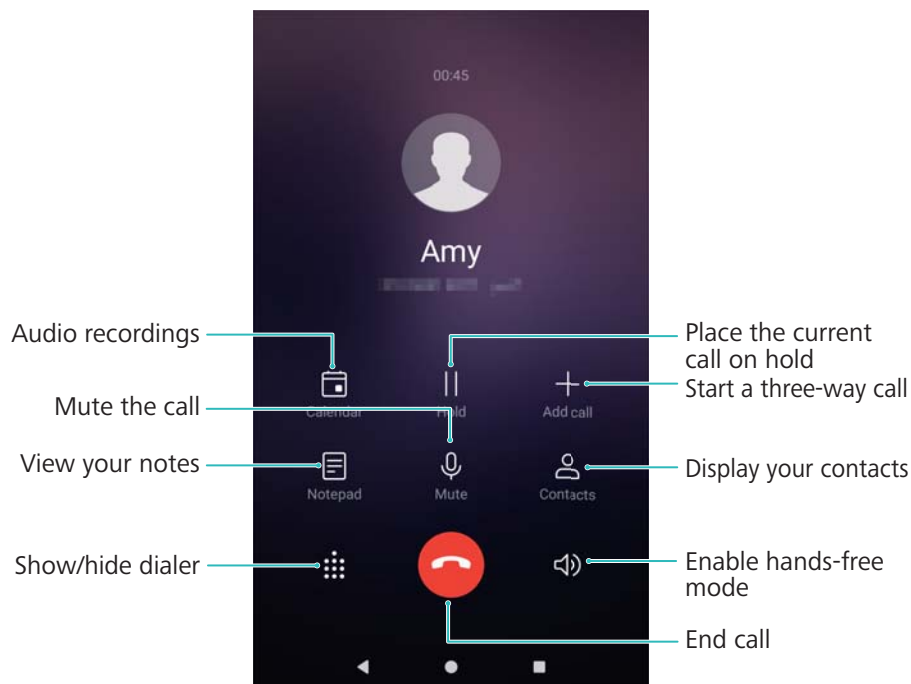 00:45
Amy
Audio recordings
Place the current
call on hold
Start a three-way call
Calendar
Hold
Add call
Mute the call
View your notes
Display your contacts
Notepad
Mute
Contacts
Show/hide dialer
Enable hands-free
mode
End call